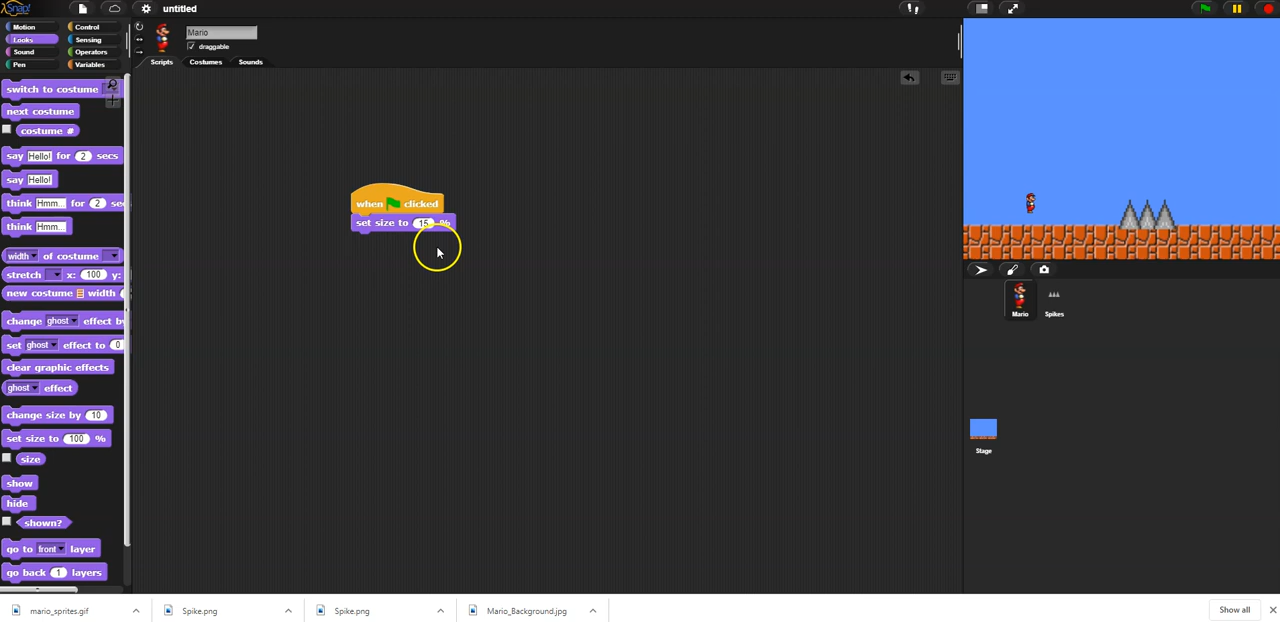 Snap! untitled
Motion Control
Looks Sensing
Sound Operators
Pen Variables
Mario
draggable
Scripts Costumes Sounds
switch to costume
next costume
costume #
say Hello! for 2 secs
say Hello!
think Hmm... for 2 sec
think Hmm...
width of costume
stretch x: 100 y:
new costume width
change ghost effect by
set ghost effect to 0
clear graphic effects
ghost effect
change size by 10
set size to 100 %
size
show
hide
shown?
go to front layer
go back 1 layers
when clicked
set size to 15 %
Mario Spikes
Stage
mario_sprites.gif Spike.png Spike.png Mario_Background.jpg Show all